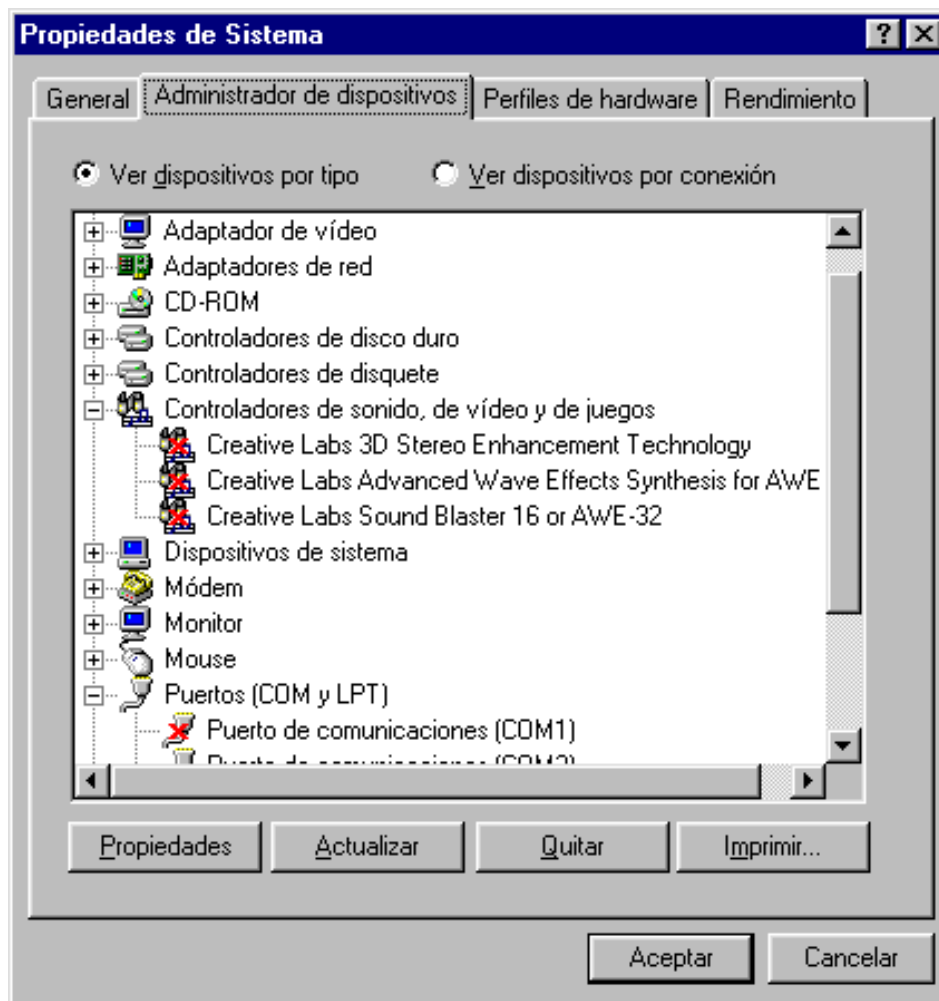 Propiedades de Sistema
General Administrador de dispositivos Perfiles de hardware Rendimiento
Ver dispositivos por tipo Ver dispositivos por conexión
Adaptador de vídeo
Adaptadores de red
CD-ROM
Controladores de disco duro
Controladores de disquete
Controladores de sonido, de vídeo y de juegos
Creative Labs 3D Stereo Enhancement Technology
Creative Labs Advanced Wave Effects Synthesis for AWE
Creative Labs Sound Blaster 16 or AWE-32
Dispositivos de sistema
Módem
Monitor
Mouse
Puertos (COM y LPT)
Puerto de comunicaciones (COM1)
Puerto de comunicaciones
Propiedades Actualizar Quitar Imprimir...
Aceptar Cancelar